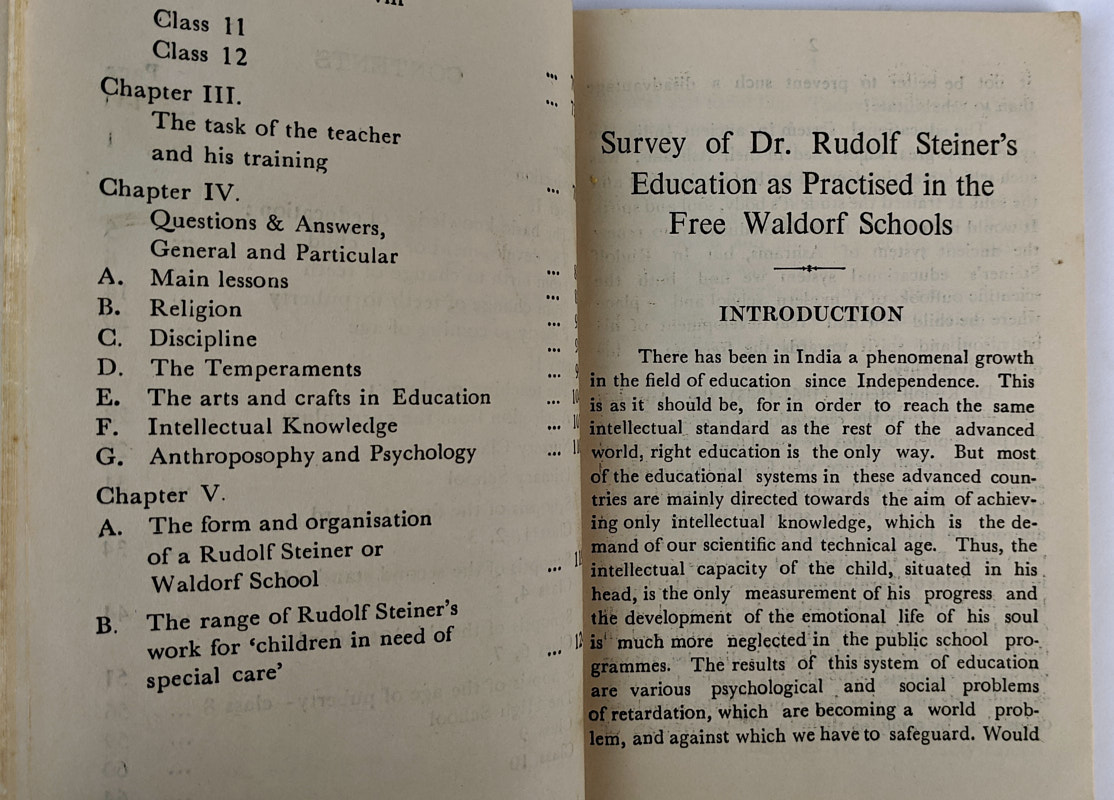 viii
Class 11
Class 12
Chapter III.
The task of the teacher
and his training
Chapter IV.
Questions & Answers,
General and Particular
A. Main lessons
B. Religion
C. Discipline
D. The Temperaments
E. The arts and crafts in Education
F. Intellectual Knowledge
G. Anthroposophy and Psychology
Chapter V.
A. The form and organisation
of a Rudolf Steiner or
Waldorf School
B. The range of Rudolf Steiner's
work for ‘children in need of
special care’
Survey of Dr. Rudolf Steiner's
Education as Practised in the
Free Waldorf Schools
INTRODUCTION
There has been in India a phenomenal growth
in the field of education since Independence. This
is as it should be, for in order to reach the same
intellectual standard as the rest of the advanced
world, right education is the only way. But most
of the educational systems in these advanced coun-
tries are mainly directed towards the aim of achiev-
ing only intellectual knowledge, which is the de-
mand of our scientific and technical age. Thus, the
intellectual capacity of the child, situated in his
head, is the only measurement of his progress and
the development of the emotional life of his soul
is much more neglected in the public school pro-
grammes. The results of this system of education
are various psychological and social problems
of retardation, which are becoming a world prob-
lem, and against which we have to safeguard. Would